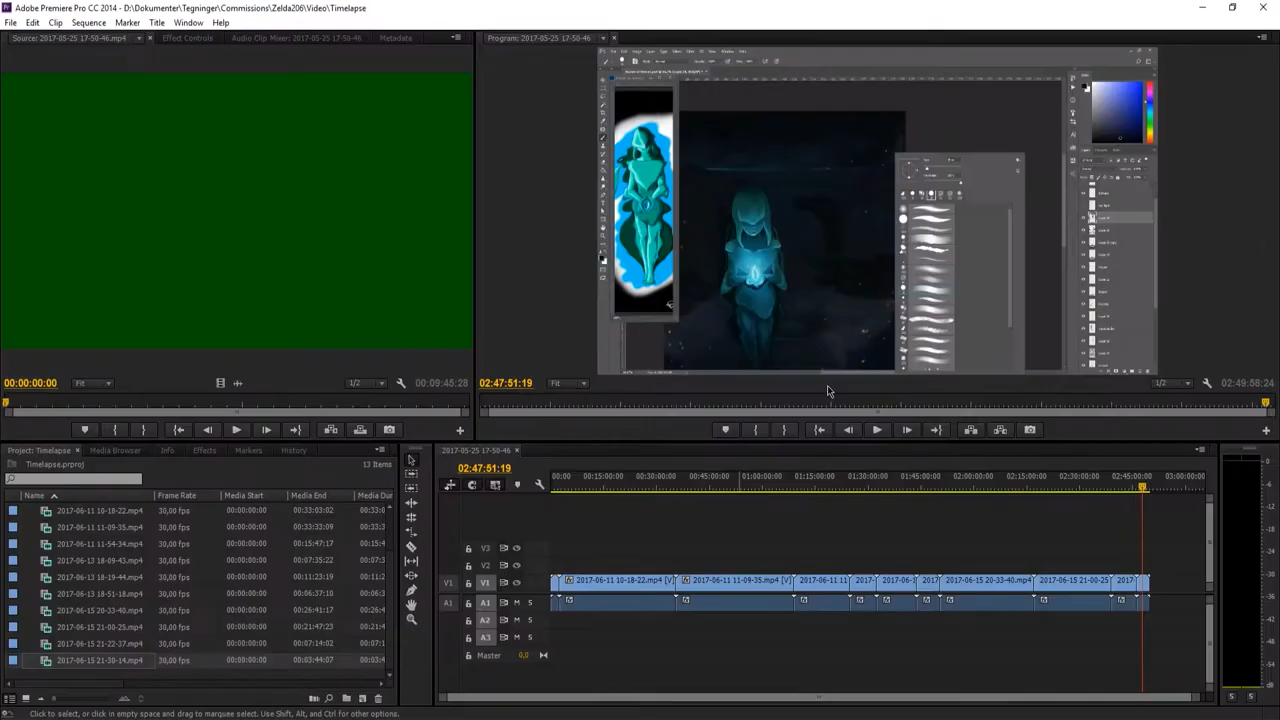 Adobe Premiere Pro CC 2014 - D:\Dokumenter\Tegninger\Commissions\Zelda206\Video\Timelapse
File Edit Clip Sequence Marker Title Window Help
Source: 2017-05-25 17-50-46.mp4 Effect Controls Audio Clip Mixer: 2017-05-25 17-50-46 Metadata
Program: 2017-05-25 17-50-46
00:00:00:00 Fit 1/2 00:09:45:28
02:47:51:19 Fit 1/2 02:49:58:24
Project: Timelapse Media Browser Info Effects Markers History
Timelapse.prproj 13 Items
Name Frame Rate Media Start Media End Media Dur
2017-06-11 10-18-22.mp4 30,00 fps 00:00:00:00 00:33:03:02 00:33:0
2017-06-11 11-09-35.mp4 30,00 fps 00:00:00:00 00:33:33:09 00:33:3
2017-06-11 11-54-34.mp4 30,00 fps 00:00:00:00 00:15:47:17 00:15:4
2017-06-13 18-09-43.mp4 30,00 fps 00:00:00:00 00:07:35:22 00:07:3
2017-06-13 18-19-44.mp4 30,00 fps 00:00:00:00 00:11:23:19 00:11:2
2017-06-13 18-51-18.mp4 30,00 fps 00:00:00:00 00:06:37:10 00:06:3
2017-06-15 20-33-40.mp4 30,00 fps 00:00:00:00 00:26:41:17 00:26:4
2017-06-15 21-00-25.mp4 30,00 fps 00:00:00:00 00:21:47:23 00:21:4
2017-06-15 21-22-37.mp4 30,00 fps 00:00:00:00 00:07:14:02 00:07:1
2017-06-15 21-30-14.mp4 30,00 fps 00:00:00:00 00:03:44:07 00:03:4
2017-05-25 17-50-46
02:47:51:19
00:00 00:15:00:00 00:30:00:00 00:45:00:00 01:00:00:00 01:15:00:00 01:30:00:00 01:45:00:00 02:00:00:00 02:15:00:00 02:30:00:00 02:45:00:00 03:00:00:00
V3
V2
V1 V1 2017-06-11 10-18-22.mp4 [V] 2017-06-11 11-09-35.mp4 [V] 2017-06-11 11 2017- 2017-06- 2017 2017-06-15 20-33-40.mp4 2017-06-15 21-00-25 2017
A1 A1 M S
A2 M S
A3 M S
Master 0,0
0
-6
-12
-18
-24
-30
-36
-42
-48
-54
dB
S S
Click to select, or click in empty space and drag to marquee select. Use Shift, Alt, and Ctrl for other options.